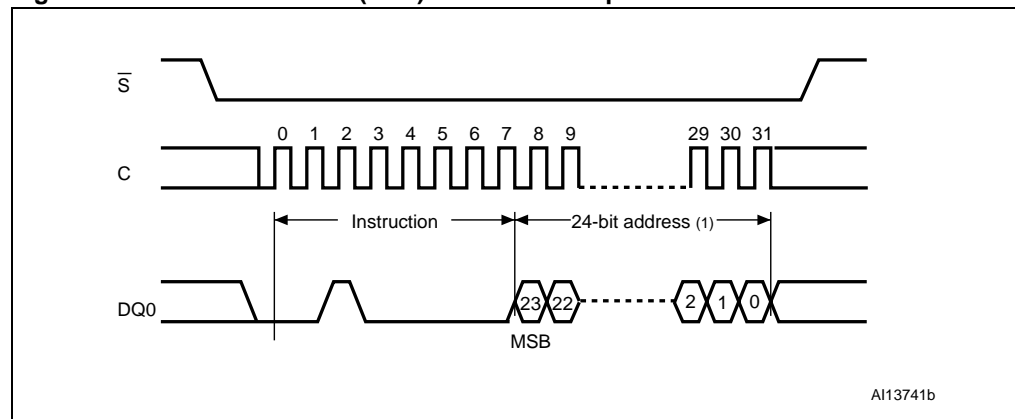 S
0 1 2 3 4 5 6 7 8 9 29 30 31
C
Instruction 24-bit address (1)
DQ0
23 22 2 1 0
MSB
AI13741b